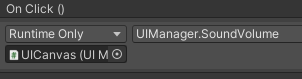 On Click ()
Runtime Only UIManager.SoundVolume
UICanvas (UI M